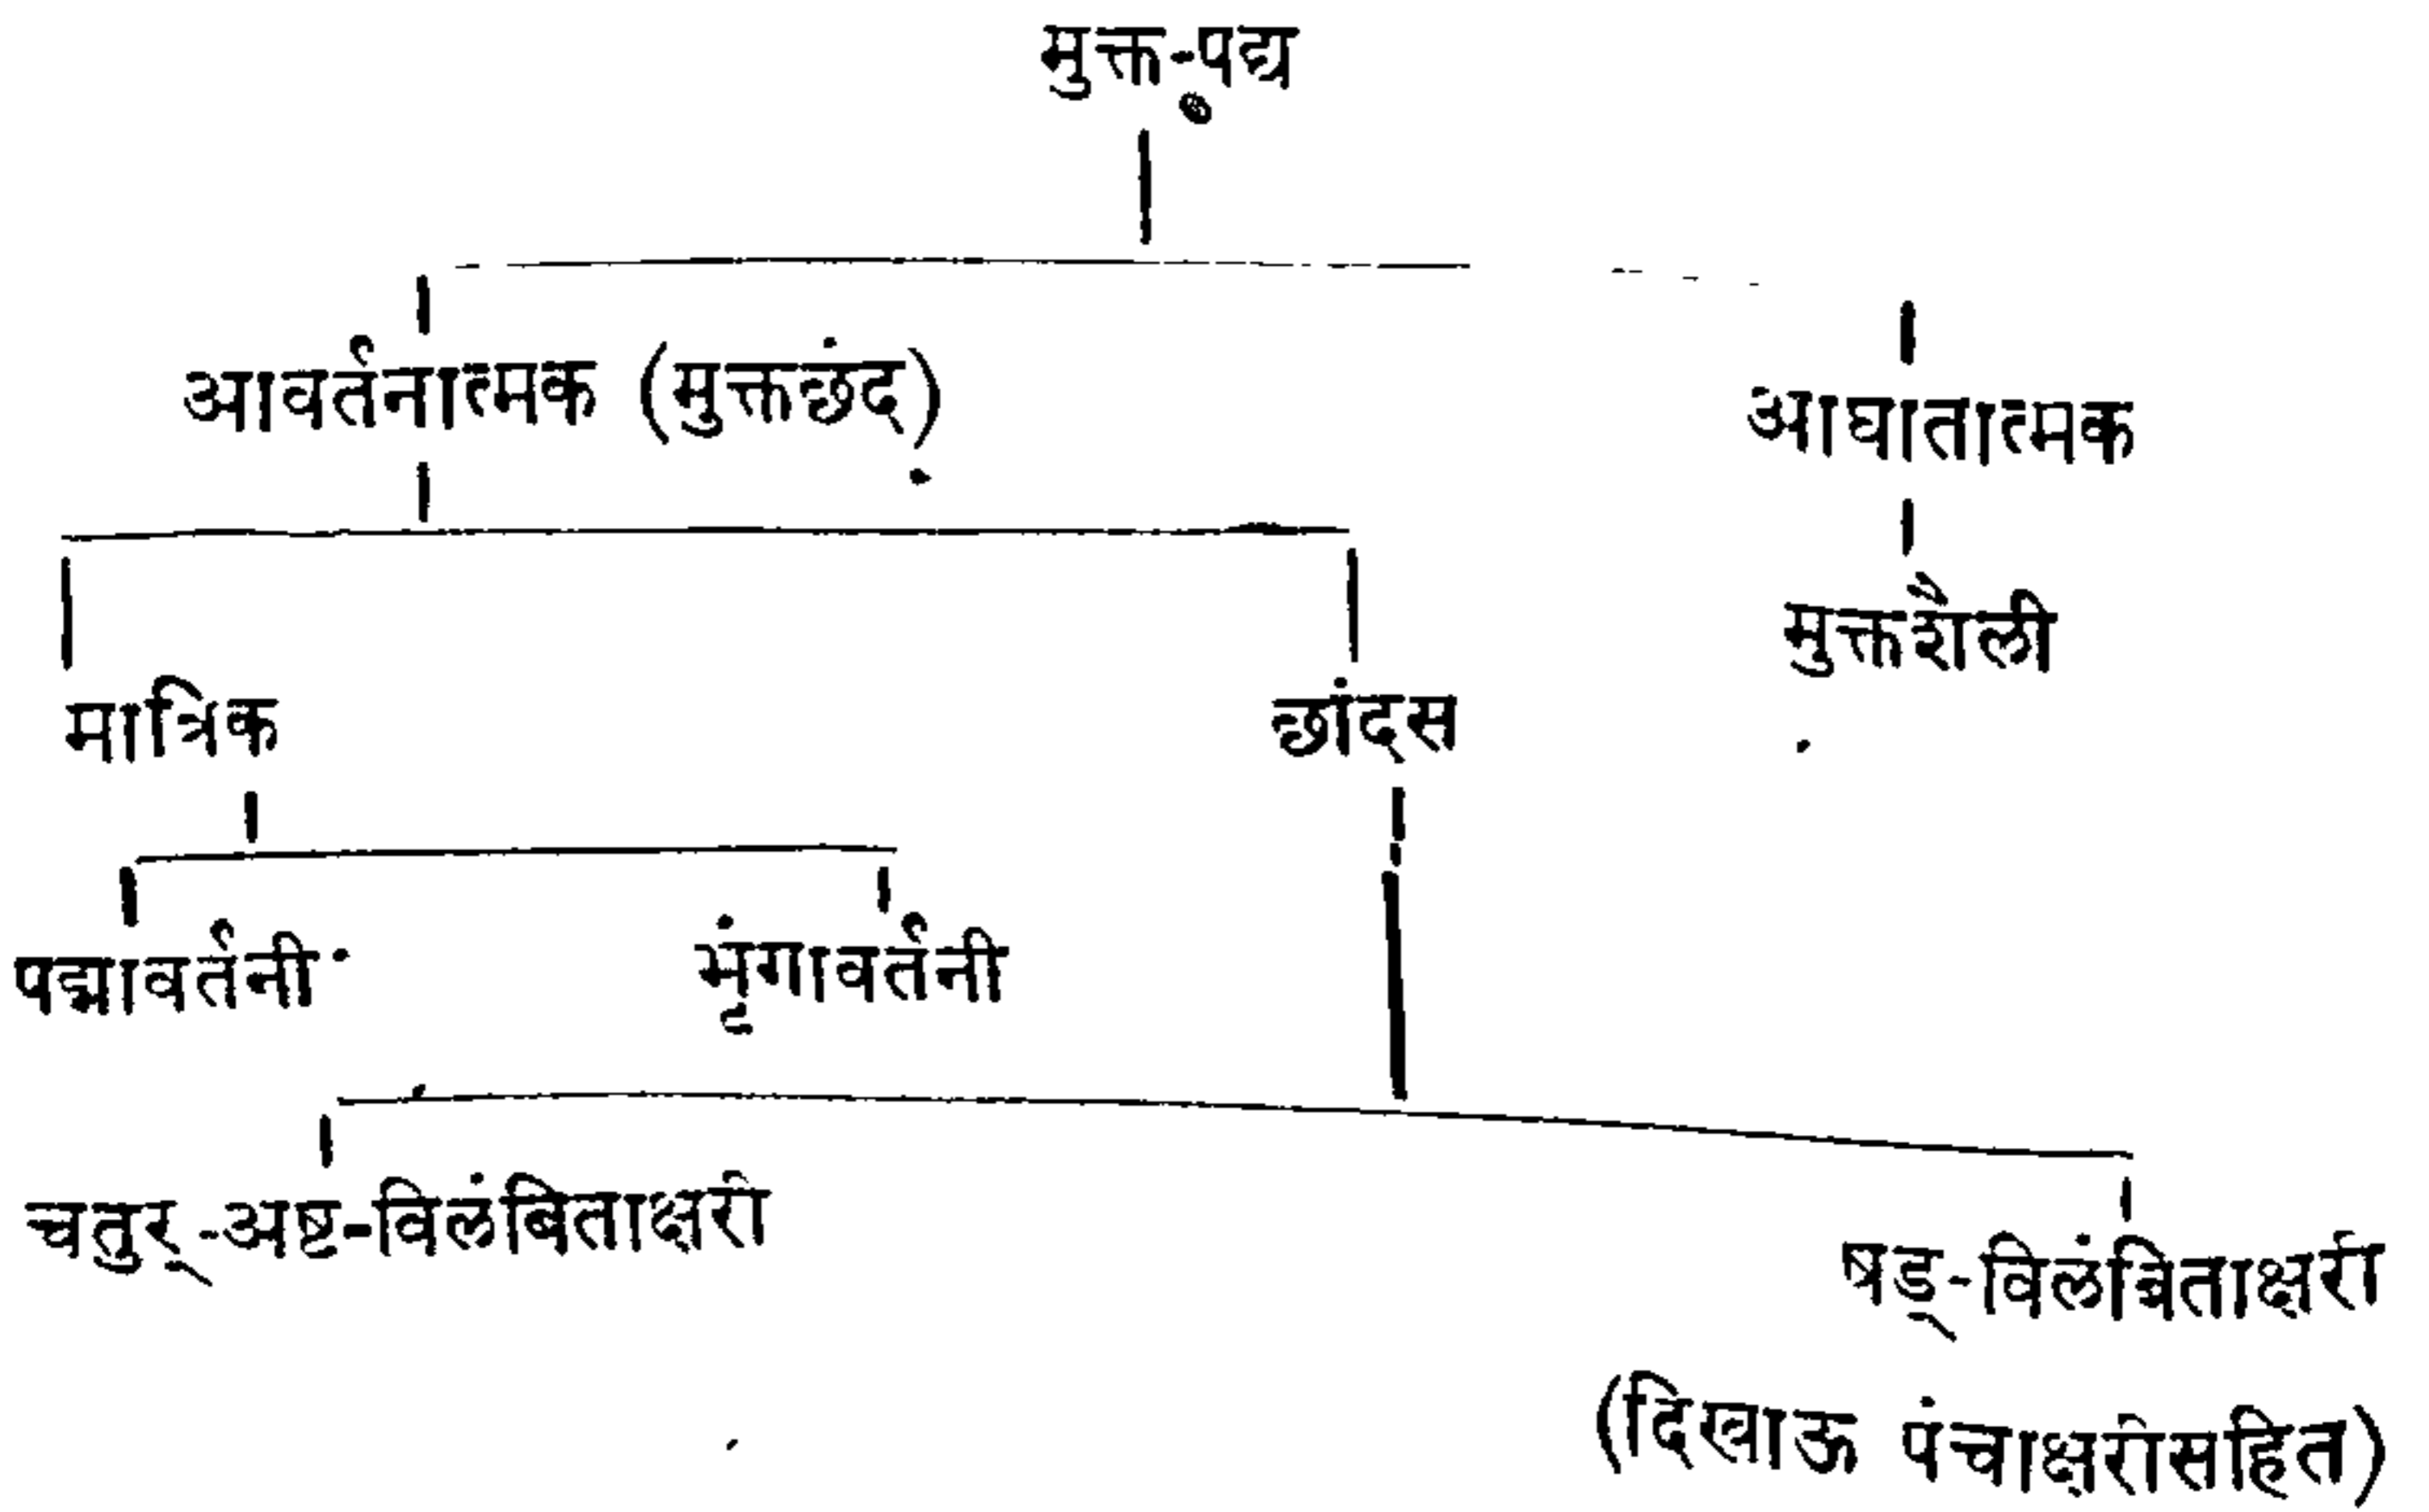 मुक्त-पद्य
आवर्तनात्मक (मुक्तछंद)
आघातात्मक
मुक्तशैली
मात्रिक
छांदस
पद्मावर्तनी
भृंगावर्तनी
चतुर्-अष्ट-विलंबिताक्षरी
षड्-विलंबिताक्षरी
(दिखाऊ पंचाक्षरीसहित)